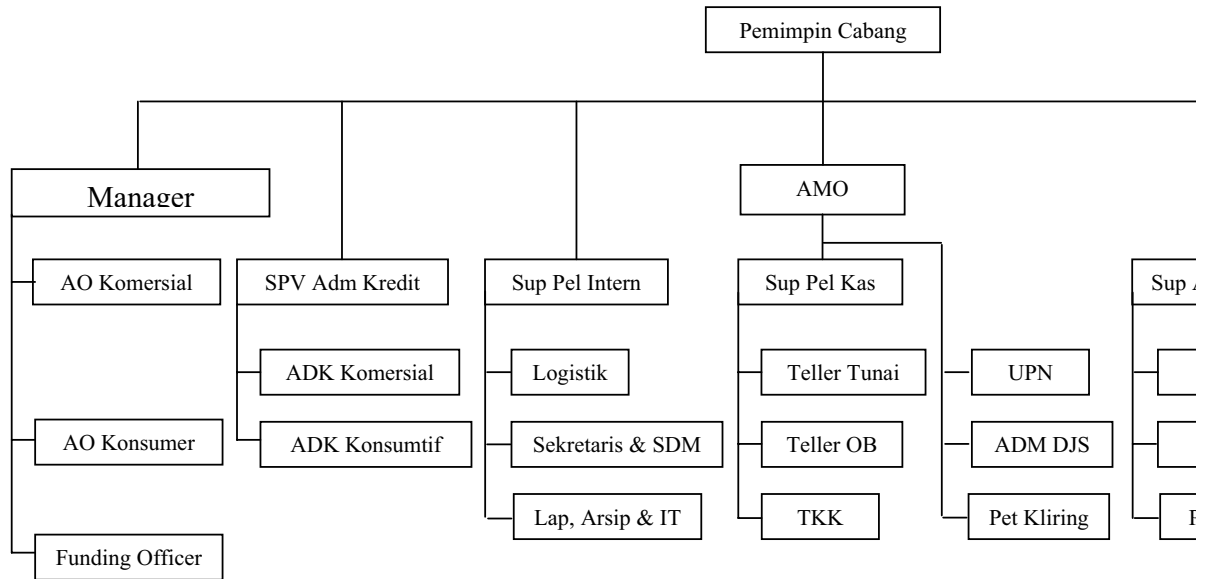 Pemimpin Cabang
Manager
AMO
AO Komersial
SPV Adm Kredit
Sup Pel Intern
Sup Pel Kas
Sup
ADK Komersial
Logistik
Teller Tunai
UPN
AO Konsumer
ADK Konsumtif
Sekretaris & SDM
Teller OB
ADM DJS
Lap, Arsip & IT
TKK
Pet Kliring
Funding Officer